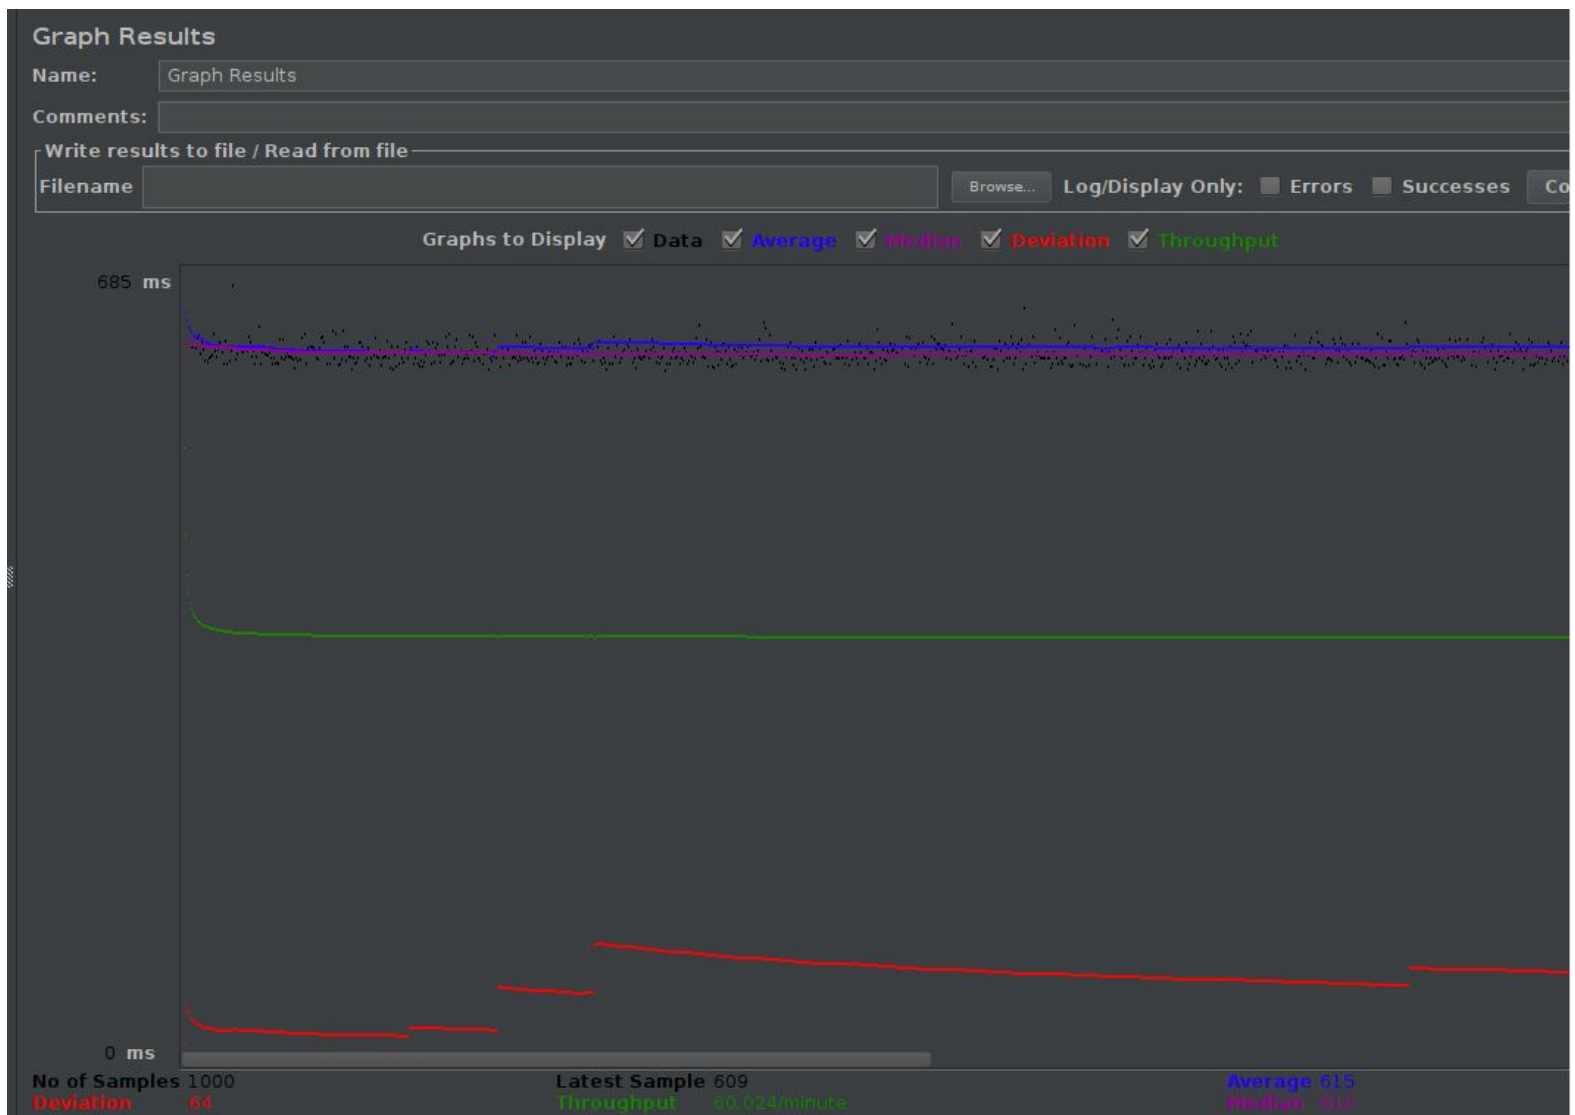 Graph Results
Name: Graph Results
Comments:
Write results to file / Read from file
Filename Browse... Log/Display Only: Errors Successes Co
Graphs to Display Data Average Median Deviation Throughput
685 ms
0 ms
No of Samples 1000 Latest Sample 609 Average 615
Deviation 64 Throughput 60.024/minute Median